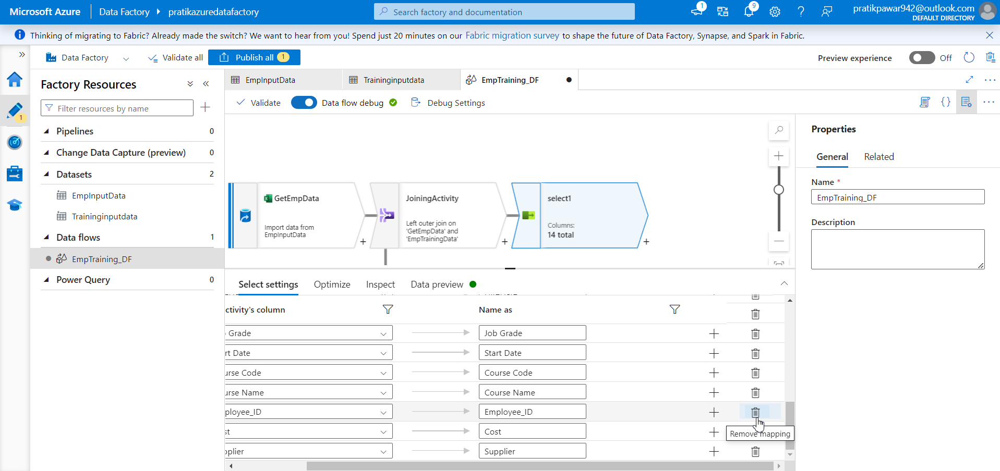 Microsoft Azure
Data Factory
pratikazuredatafactory
Search factory and documentation
1
9
pratikpawar942@outlook.com
DEFAULT DIRECTORY
Thinking of migrating to Fabric? Already made the switch? We want to hear from you! Spend just 20 minutes on our Fabric migration survey to shape the future of Data Factory, Synapse, and Spark in Fabric.
Data Factory
Validate all
Publish all 1
Preview experience
Off
1
Factory Resources
Filter resources by name
Pipelines 0
Change Data Capture (preview) 0
Datasets 2
EmpInputData
Traininginputdata
Data flows 1
EmpTraining_DF
Power Query 0
EmpInputData
Traininginputdata
EmpTraining_DF
Validate
Data flow debug
Debug Settings
GetEmpData
Import data from
EmpInputData
JoiningActivity
Left outer join on
'GetEmpData' and
'EmpTrainingData'
select1
Columns:
14 total
Select settings
Optimize
Inspect
Data preview
ctivity's column
Name as
Grade
Job Grade
rt Date
Start Date
urse Code
Course Code
urse Name
Course Name
ployee_ID
Employee_ID
st
Cost
Remove mapping
plier
Supplier
Properties
General
Related
Name *
EmpTraining_DF
Description